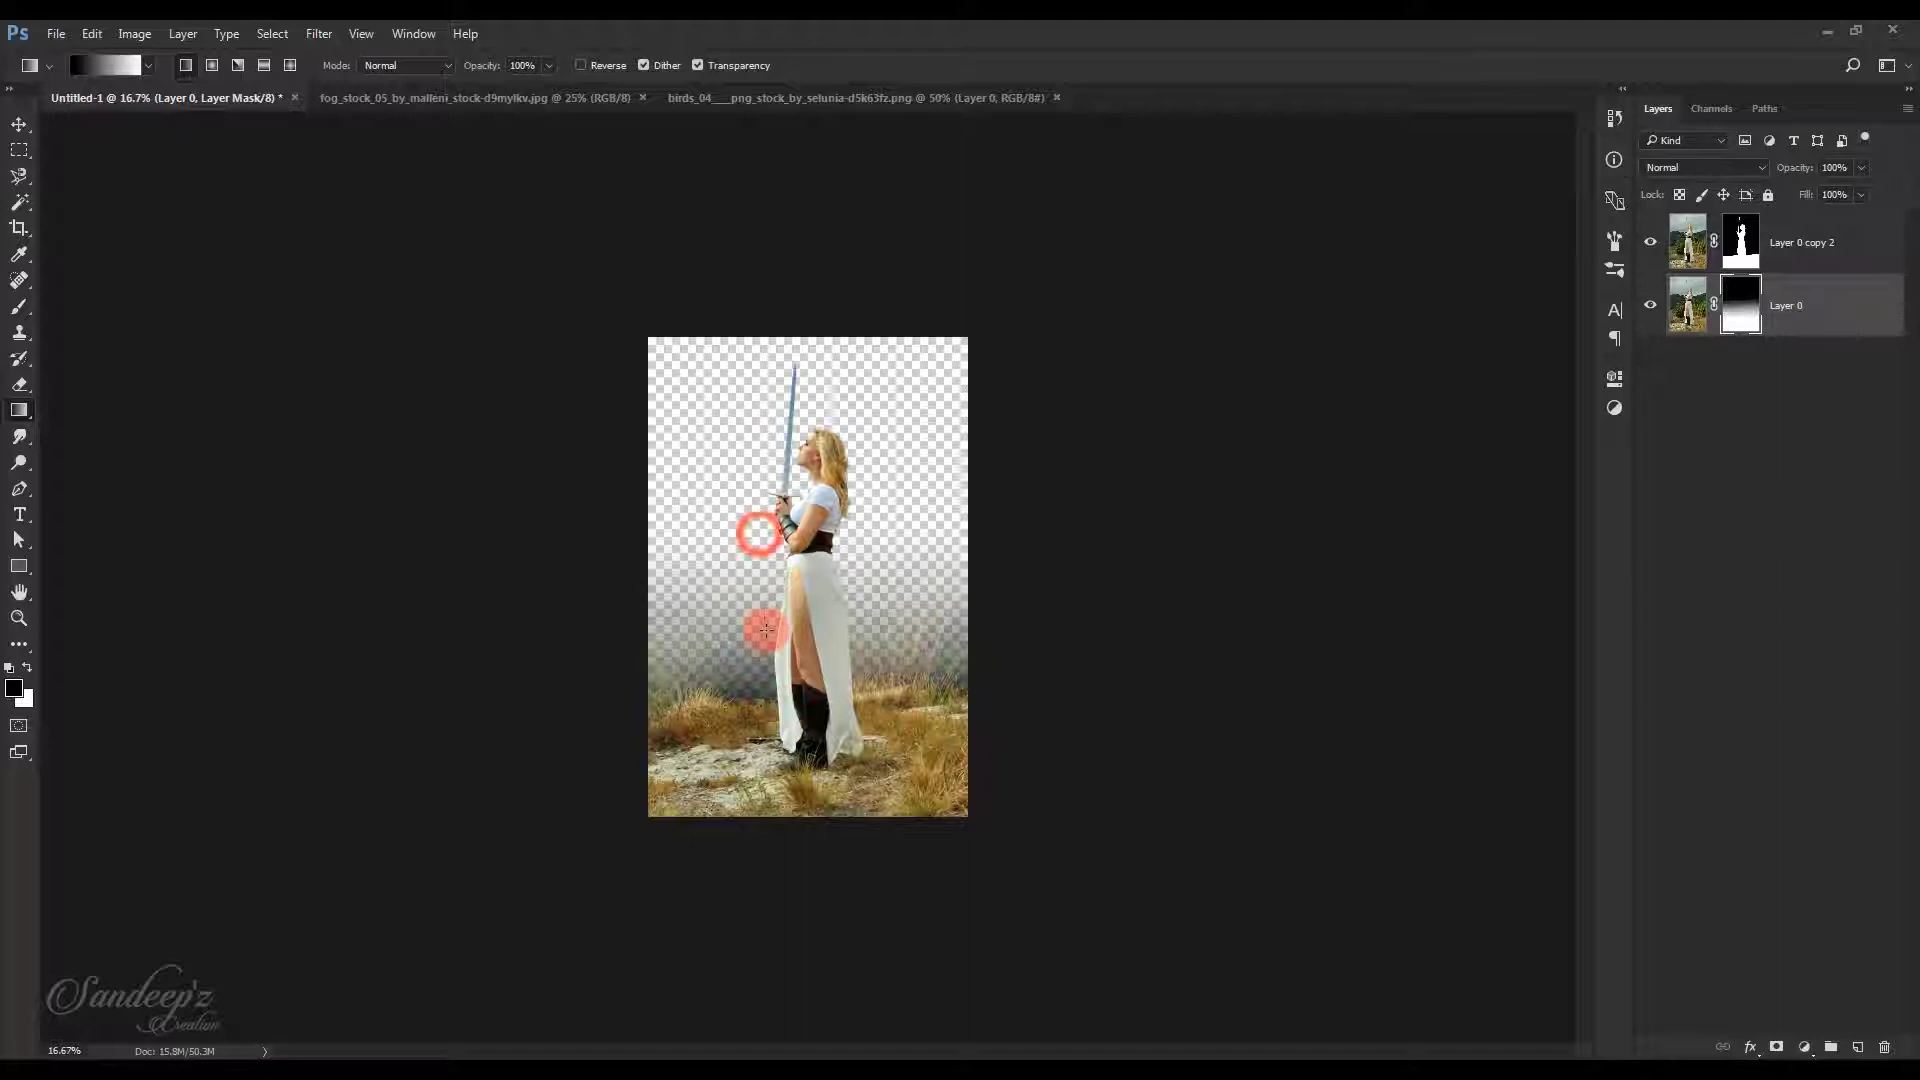 Ps File Edit Image Layer Type Select Filter View Window Help
Mode: Normal Opacity: 100% Reverse Dither Transparency
Untitled-1 @ 16.7% (Layer 0, Layer Mask/8) * × fog_stock_05_by_malleni_stock-d9mylkv.jpg @ 25% (RGB/8) × birds_04___png_stock_by_selunia-d5k63fz.png @ 50% (Layer 0, RGB/8#) ×
Layers Channels Paths
Kind
Normal Opacity: 100%
Lock: Fill: 100%
Layer 0 copy 2
Layer 0
Sandeep'z
Creation
16.67% Doc: 15.8M/50.3M